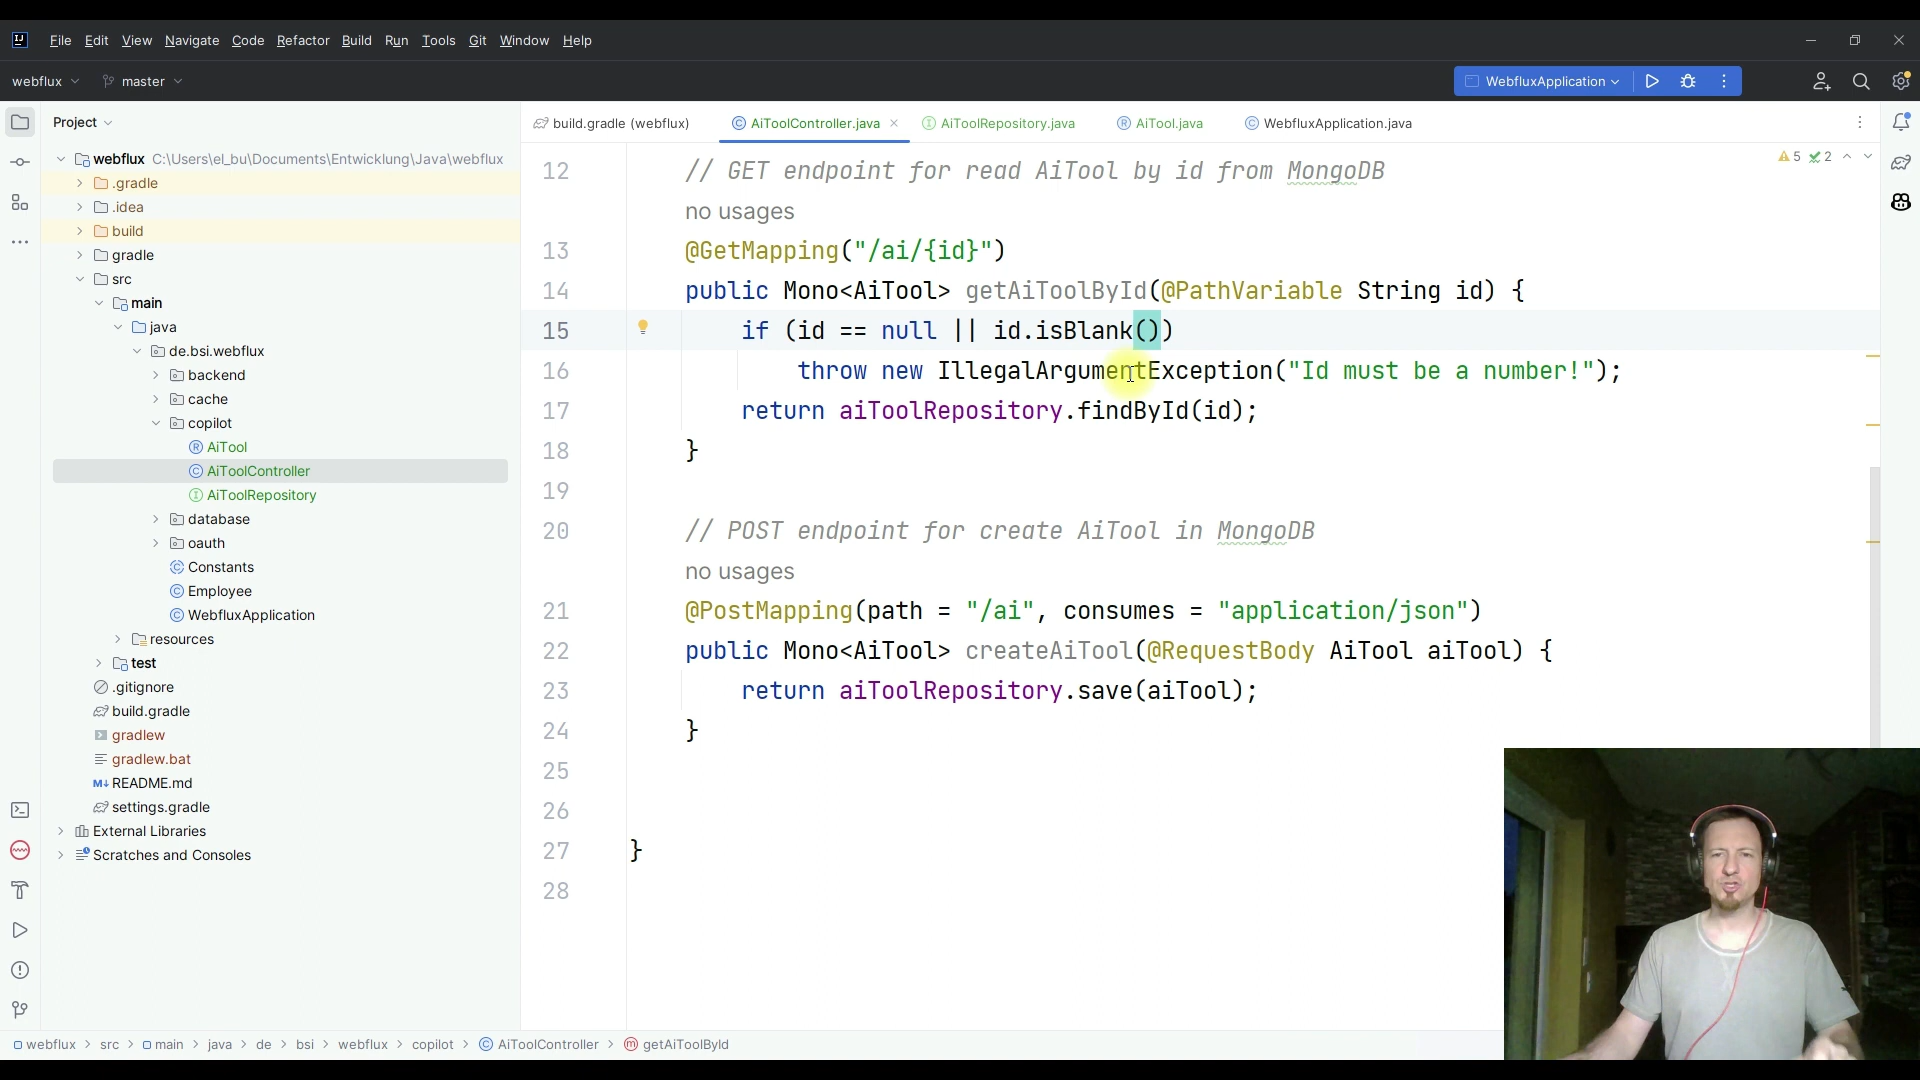 File Edit View Navigate Code Refactor Build Run Tools Git Window Help
webflux master WebfluxApplication
Project
build.gradle (webflux) AiToolController.java AiToolRepository.java AiTool.java WebfluxApplication.java
webflux C:\Users\el_bu\Documents\Entwicklung\Java\webflux
.gradle
.idea
build
gradle
src
main
java
de.bsi.webflux
backend
cache
copilot
AiTool
AiToolController
AiToolRepository
database
oauth
Constants
Employee
WebfluxApplication
resources
test
.gitignore
build.gradle
gradlew
gradlew.bat
M↓ README.md
settings.gradle
External Libraries
Scratches and Consoles
5 2
12 // GET endpoint for read AiTool by id from MongoDB
no usages
13 @GetMapping("/ai/{id}")
14 public Mono<AiTool> getAiToolById(@PathVariable String id) {
15 if (id == null || id.isBlank())
16 throw new IllegalArgumentException("Id must be a number!");
17 return aiToolRepository.findById(id);
18 }
19
20 // POST endpoint for create AiTool in MongoDB
no usages
21 @PostMapping(path = "/ai", consumes = "application/json")
22 public Mono<AiTool> createAiTool(@RequestBody AiTool aiTool) {
23 return aiToolRepository.save(aiTool);
24 }
25
26
27 }
28
webflux > src > main > java > de > bsi > webflux > copilot > AiToolController > getAiToolById